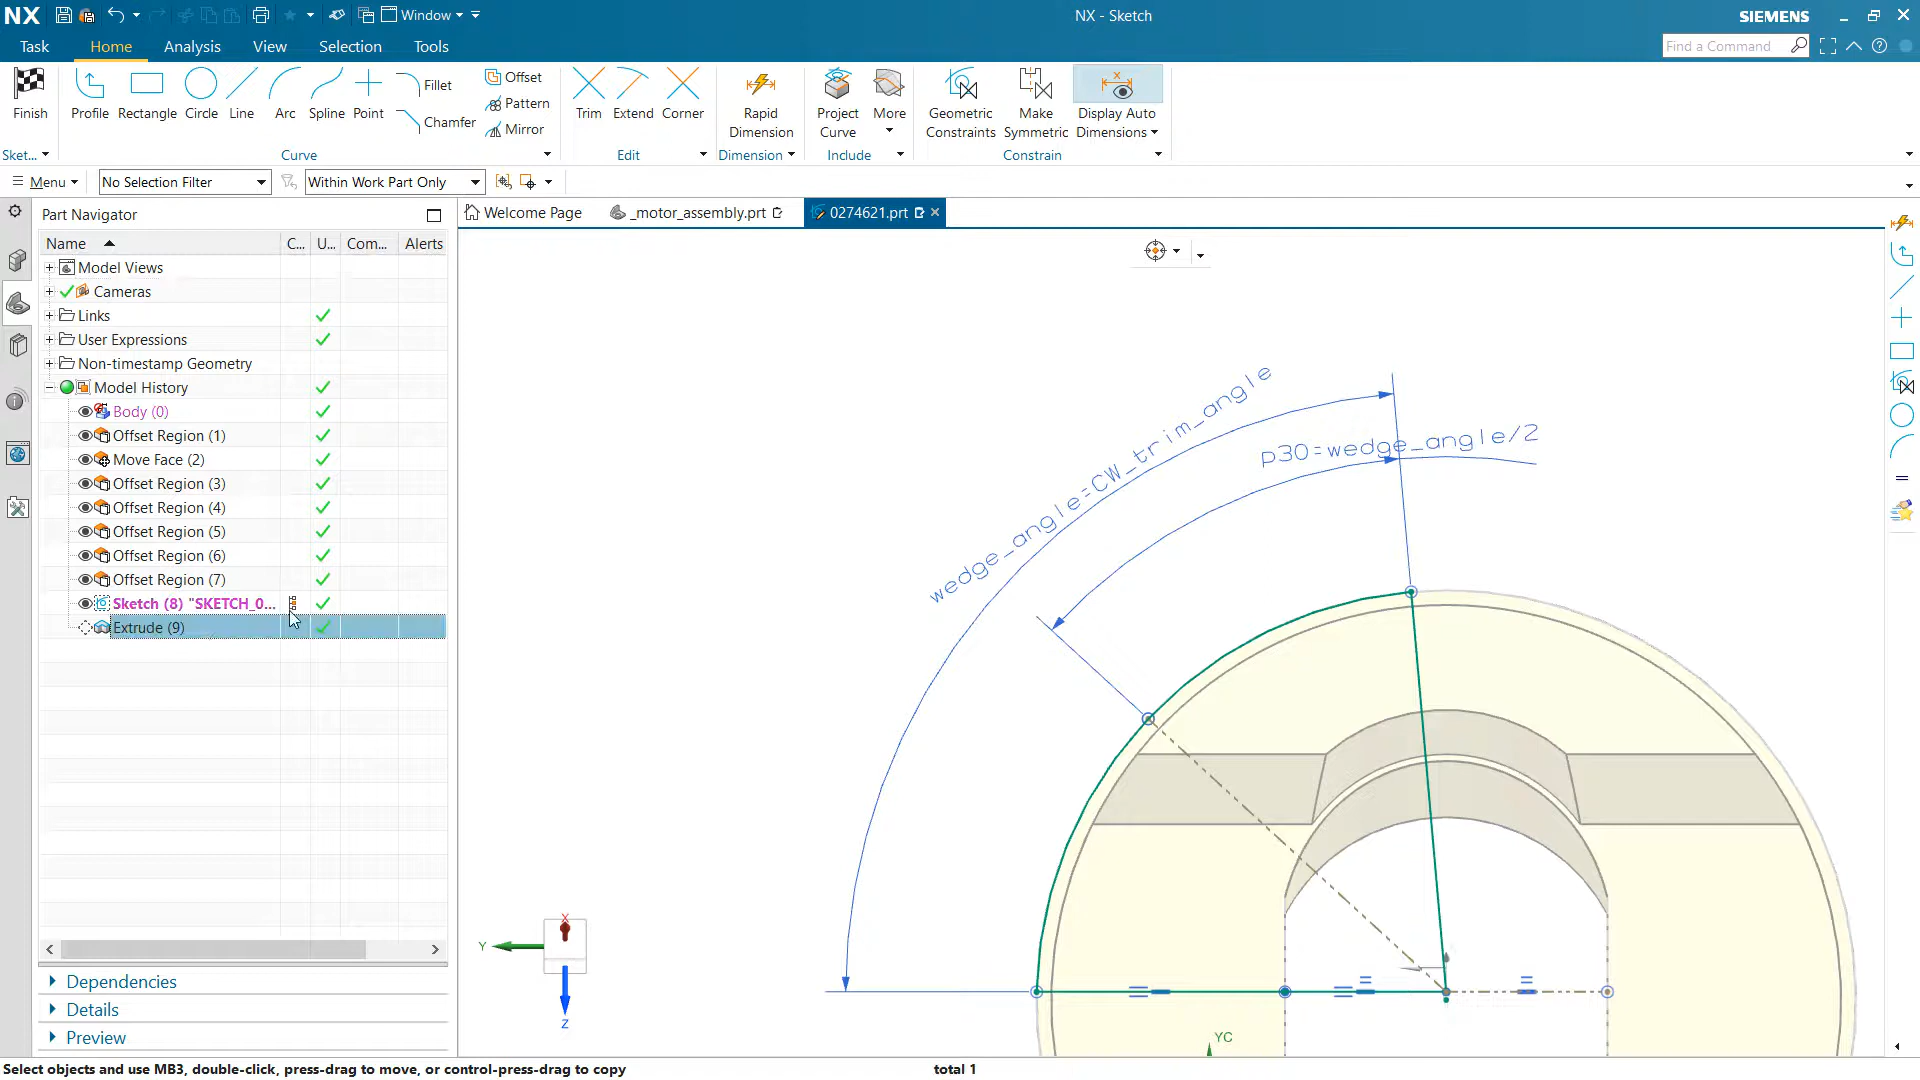 NX
Window
NX - Sketch
SIEMENS
Task
Home
Analysis
View
Selection
Tools
Find a Command
Finish
Profile
Rectangle
Circle
Line
Arc
Spline
Point
Fillet
Chamfer
Offset
Pattern
Mirror
Trim
Extend
Corner
Rapid
Dimension
Project
Curve
More
Geometric
Constraints
Make
Symmetric
Display Auto
Dimensions
Sket...
Curve
Edit
Dimension
Include
Constrain
Menu
No Selection Filter
Within Work Part Only
Part Navigator
Welcome Page
_motor_assembly.prt
0274621.prt
Name
C...
U...
Com...
Alerts
Model Views
Cameras
Links
User Expressions
Non-timestamp Geometry
Model History
Body (0)
Offset Region (1)
Move Face (2)
Offset Region (3)
Offset Region (4)
Offset Region (5)
Offset Region (6)
Offset Region (7)
Sketch (8) "SKETCH_0...
Extrude (9)
wedge_angle=CW_trim_angle
p30=wedge_angle/2
X
Y
Z
YC
Dependencies
Details
Preview
Select objects and use MB3, double-click, press-drag to move, or control-press-drag to copy
total 1